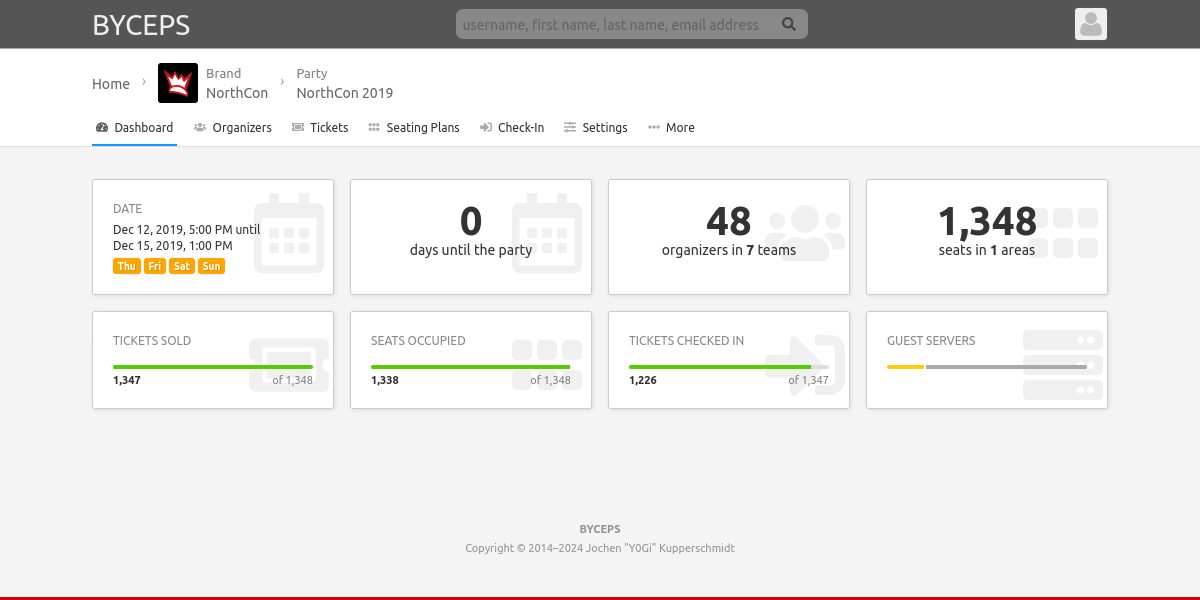 BYCEPS
username, first name, last name, email address
Home › Brand NorthCon › Party NorthCon 2019
Dashboard Organizers Tickets Seating Plans Check-In Settings More
DATE
Dec 12, 2019, 5:00 PM until
Dec 15, 2019, 1:00 PM
Thu Fri Sat Sun
0
days until the party
48
organizers in 7 teams
1,348
seats in 1 areas
TICKETS SOLD
1,347 of 1,348
SEATS OCCUPIED
1,338 of 1,348
TICKETS CHECKED IN
1,226 of 1,347
GUEST SERVERS
BYCEPS
Copyright © 2014–2024 Jochen "Y0Gi" Kupperschmidt